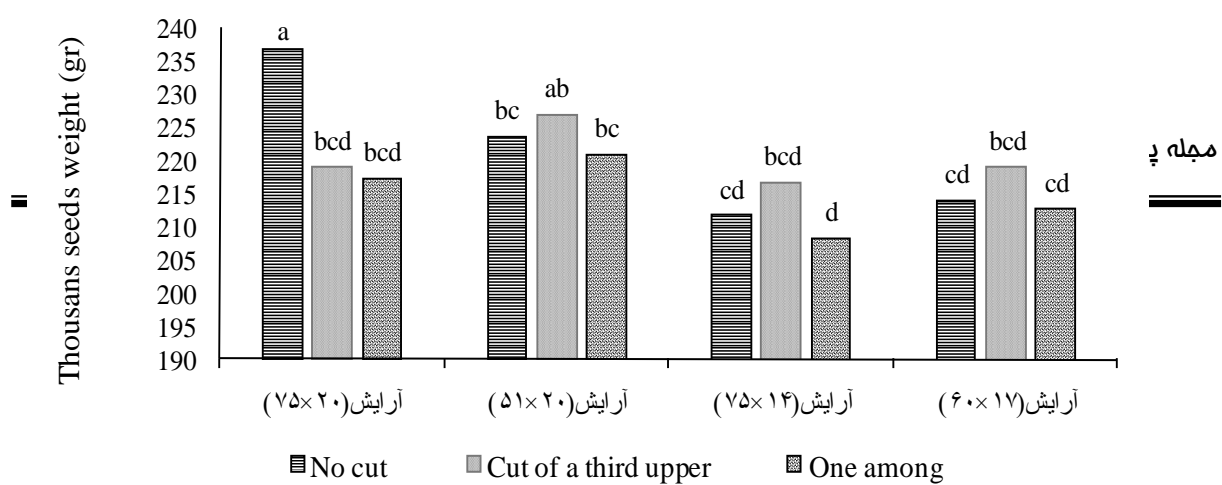 Thousans seeds weight (gr)
240
235
230
225
220
215
210
205
200
195
190
a
bcd
bcd
bc
ab
bc
cd
bcd
d
cd
bcd
cd
آرایش(۷۵×۲۰)
آرایش(۵۱×۲۰)
آرایش(۷۵×۱۴)
آرایش(۶۰×۱۷)
No cut
Cut of a third upper
One among
مجله پ